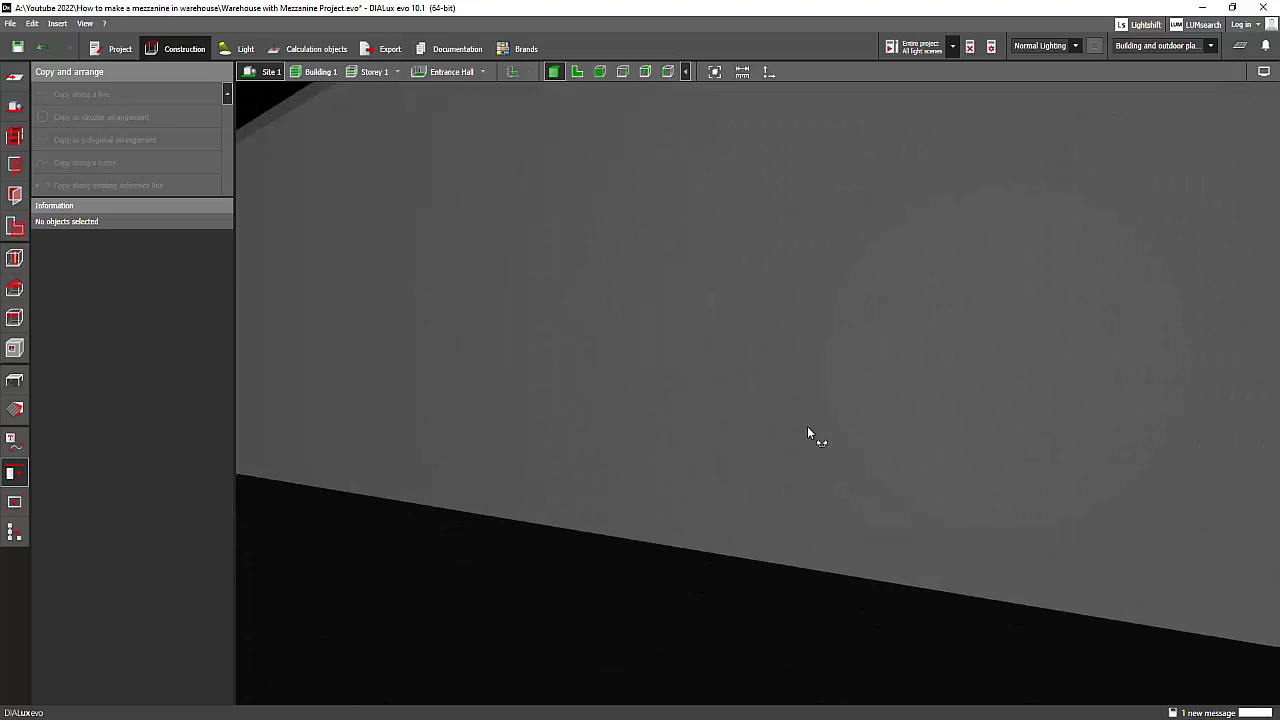 A:\Youtube 2022\How to make a mezzanine in warehouse\Warehouse with Mezzanine Project.evo* - DIALux evo 10.1 (64-bit)
File Edit Insert View ?
Lightshift LUMsearch Log in
Project Construction Light Calculation objects Export Documentation Brands
Entire project
All light scenes
Normal Lighting
Building and outdoor pla...
Copy and arrange
Site 1 Building 1 Storey 1 Entrance Hall
Copy along a line
Copy as circular arrangement
Copy as polygonal arrangement
Copy along a curve
Copy along existing reference line
Information
No objects selected
DIALux evo
1 new message